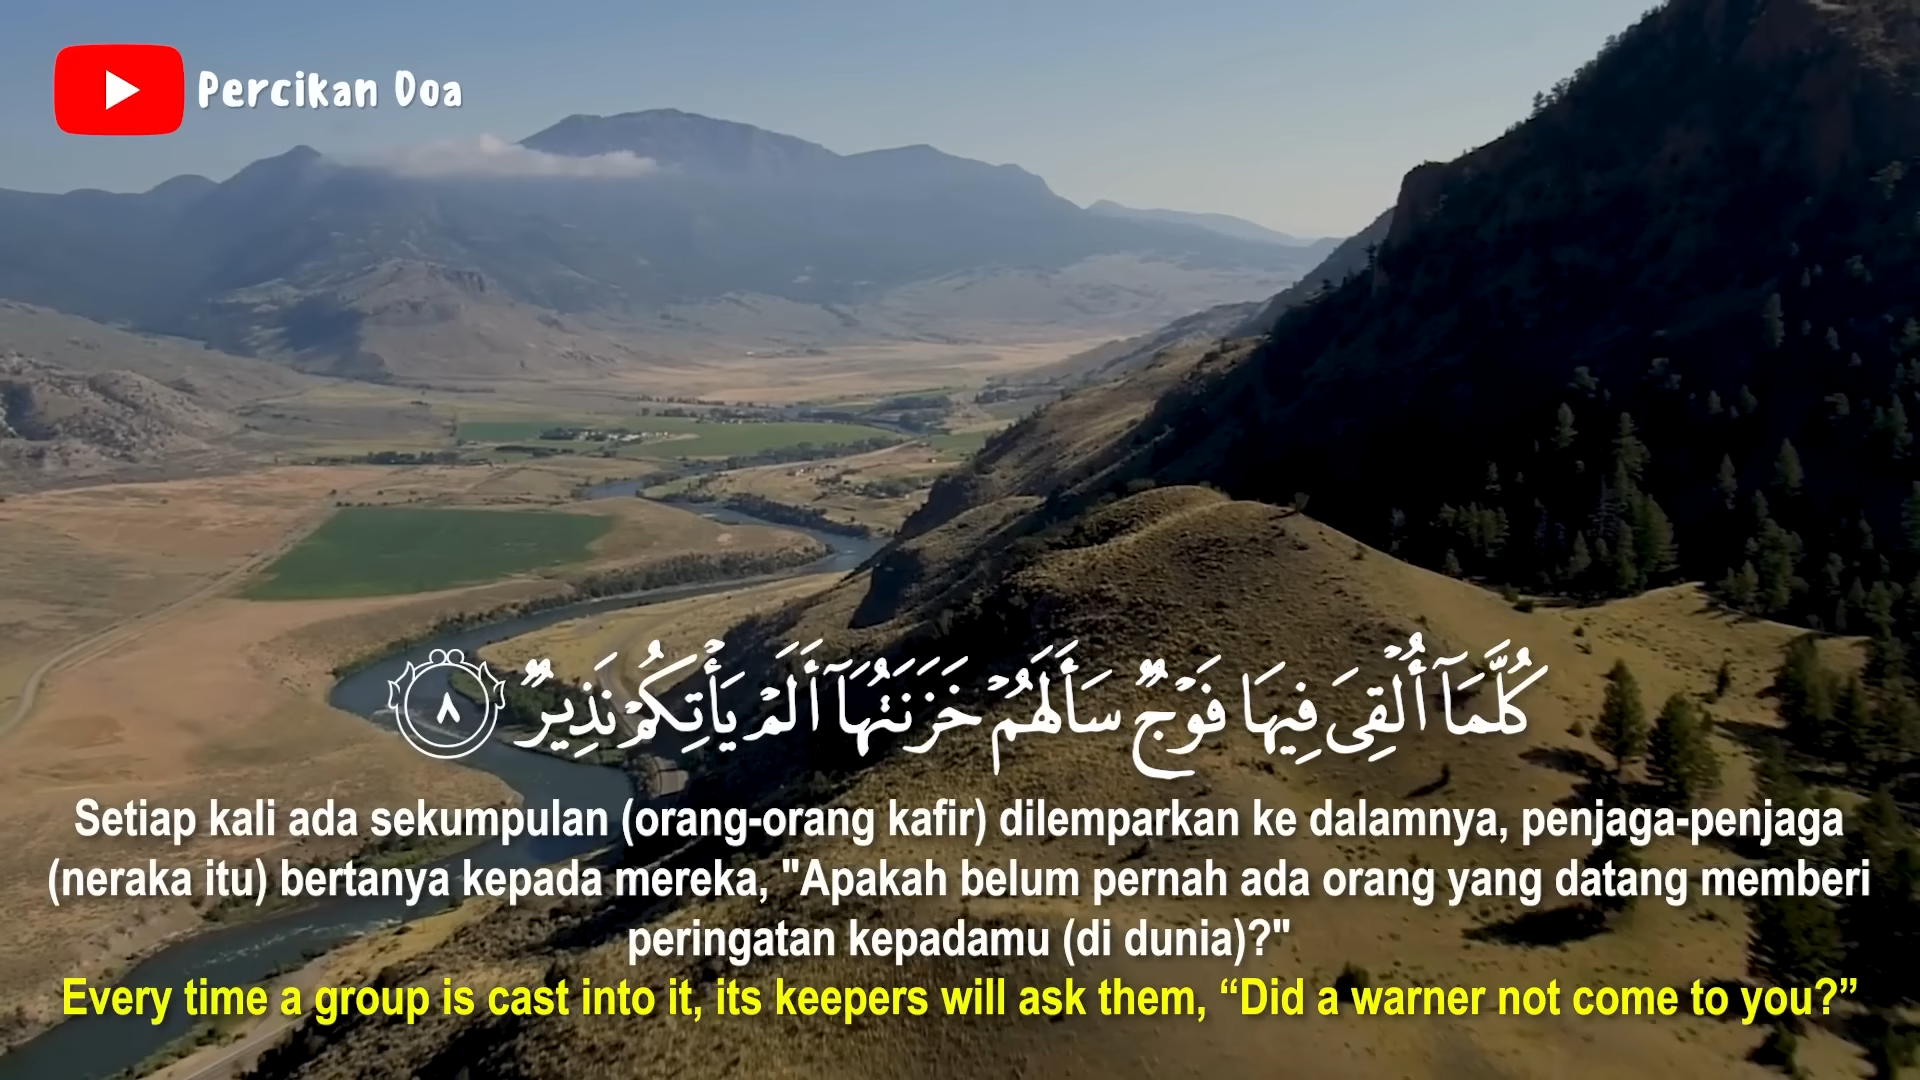 Percikan Doa
كُلَّمَآ أُلْقِىَ فِيهَا فَوْجٌ سَأَلَهُمْ خَزَنَتُهَآ أَلَمْ يَأْتِكُمْ نَذِيرٌ ٨
Setiap kali ada sekumpulan (orang-orang kafir) dilemparkan ke dalamnya, penjaga-penjaga
(neraka itu) bertanya kepada mereka, "Apakah belum pernah ada orang yang datang memberi
peringatan kepadamu (di dunia)?"
Every time a group is cast into it, its keepers will ask them, “Did a warner not come to you?”